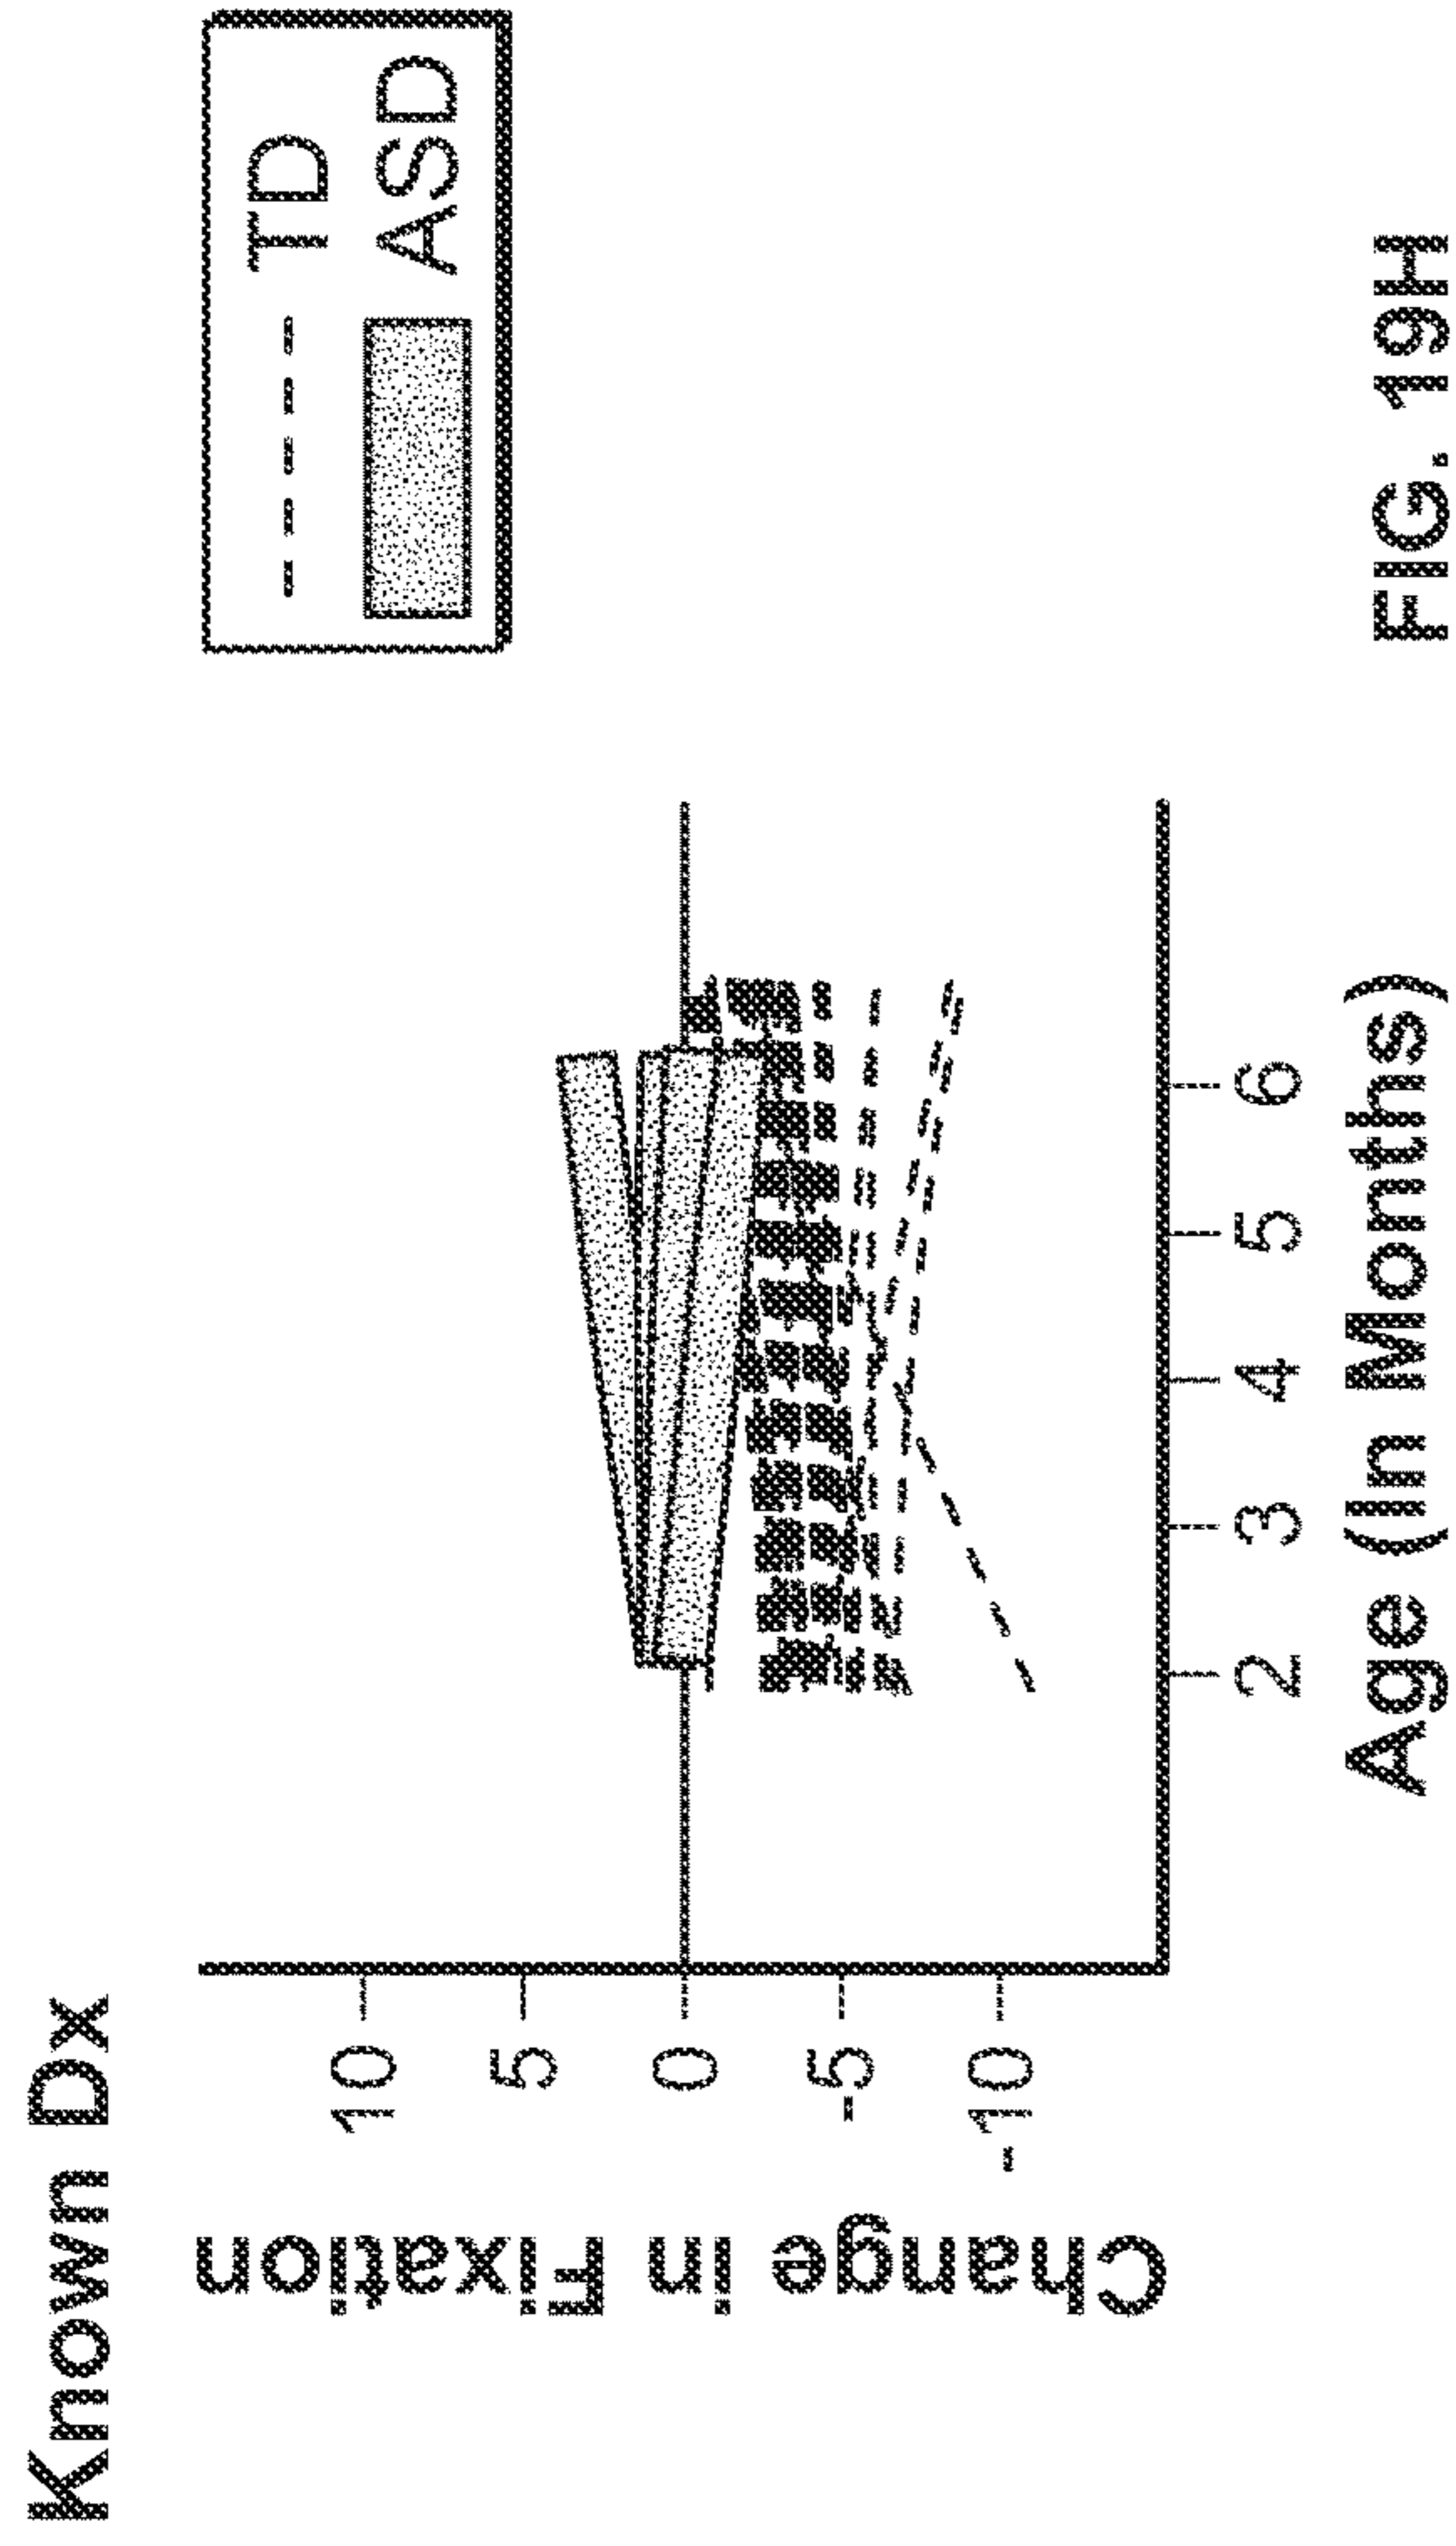 Known Dx
TD
ASD
Change in Fixation
10
5
0
-5
-10
2 3 4 5 6
Age (In Months)
FIG. 19H